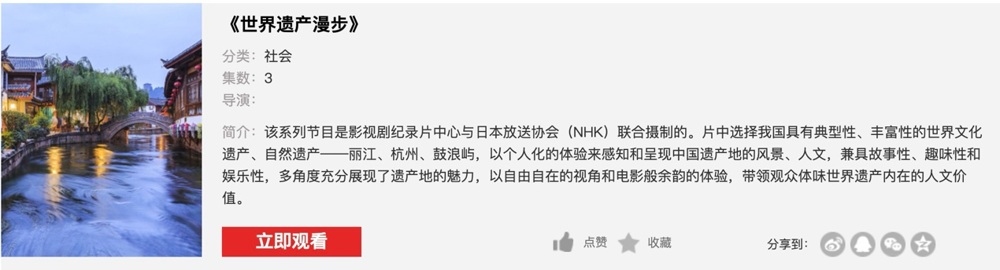 《世界遗产漫步》
分类：社会
集数：3
导演：
简介：该系列节目是影视剧纪录片中心与日本放送协会（NHK）联合摄制的。片中选择我国具有典型性、丰富性的世界文化
遗产、自然遗产——丽江、杭州、鼓浪屿，以个人化的体验来感知和呈现中国遗产地的风景、人文，兼具故事性、趣味性和
娱乐性，多角度充分展现了遗产地的魅力，以自由自在的视角和电影般余韵的体验，带领观众体味世界遗产内在的人文价
值。
立即观看 点赞 收藏 分享到：